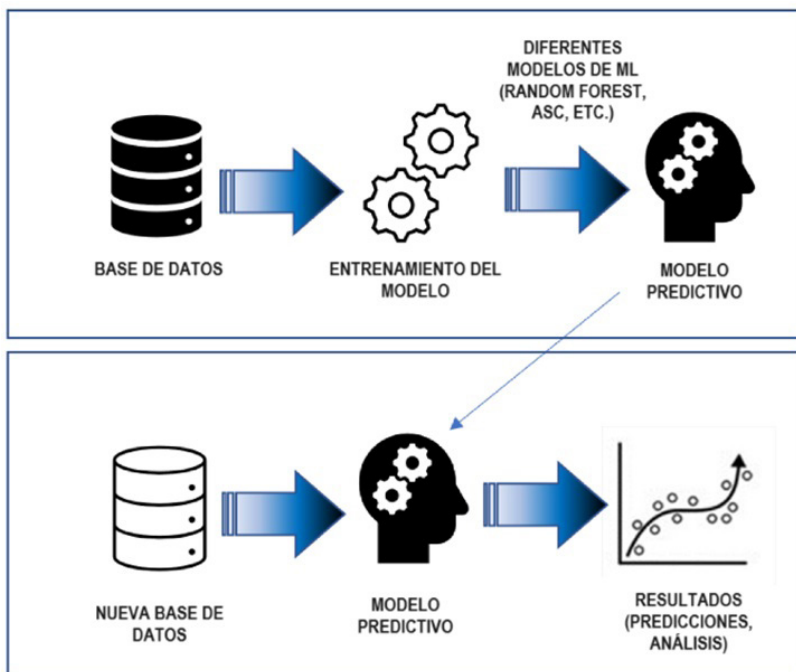 DIFERENTES
MODELOS DE ML
(RANDOM FOREST,
ASC, ETC.)
BASE DE DATOS
ENTRENAMIENTO DEL
MODELO
MODELO
PREDICTIVO
NUEVA BASE DE
DATOS
MODELO
PREDICTIVO
RESULTADOS
(PREDICCIONES,
ANÁLISIS)